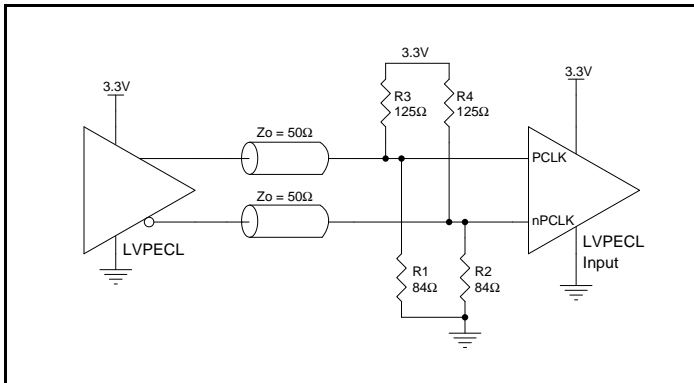 3.3V
3.3V
3.3V
R3
125Ω
R4
125Ω
Zo = 50Ω
PCLK
Zo = 50Ω
nPCLK
LVPECL
LVPECL
Input
R1
84Ω
R2
84Ω